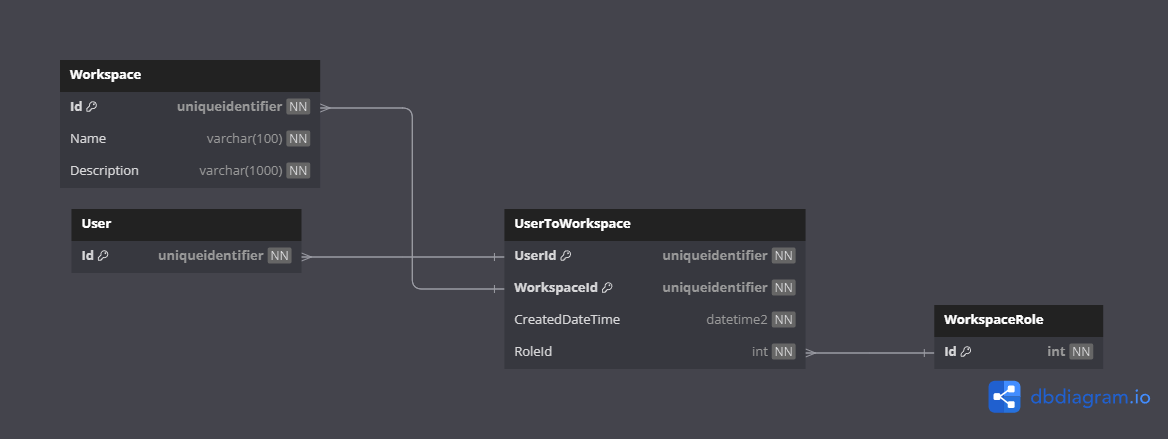 Workspace
Id uniqueidentifier NN
Name varchar(100) NN
Description varchar(1000) NN
User
Id uniqueidentifier NN
UserToWorkspace
UserId uniqueidentifier NN
WorkspaceId uniqueidentifier NN
CreatedDateTime datetime2 NN
RoleId int NN
WorkspaceRole
Id int NN
dbdiagram.io